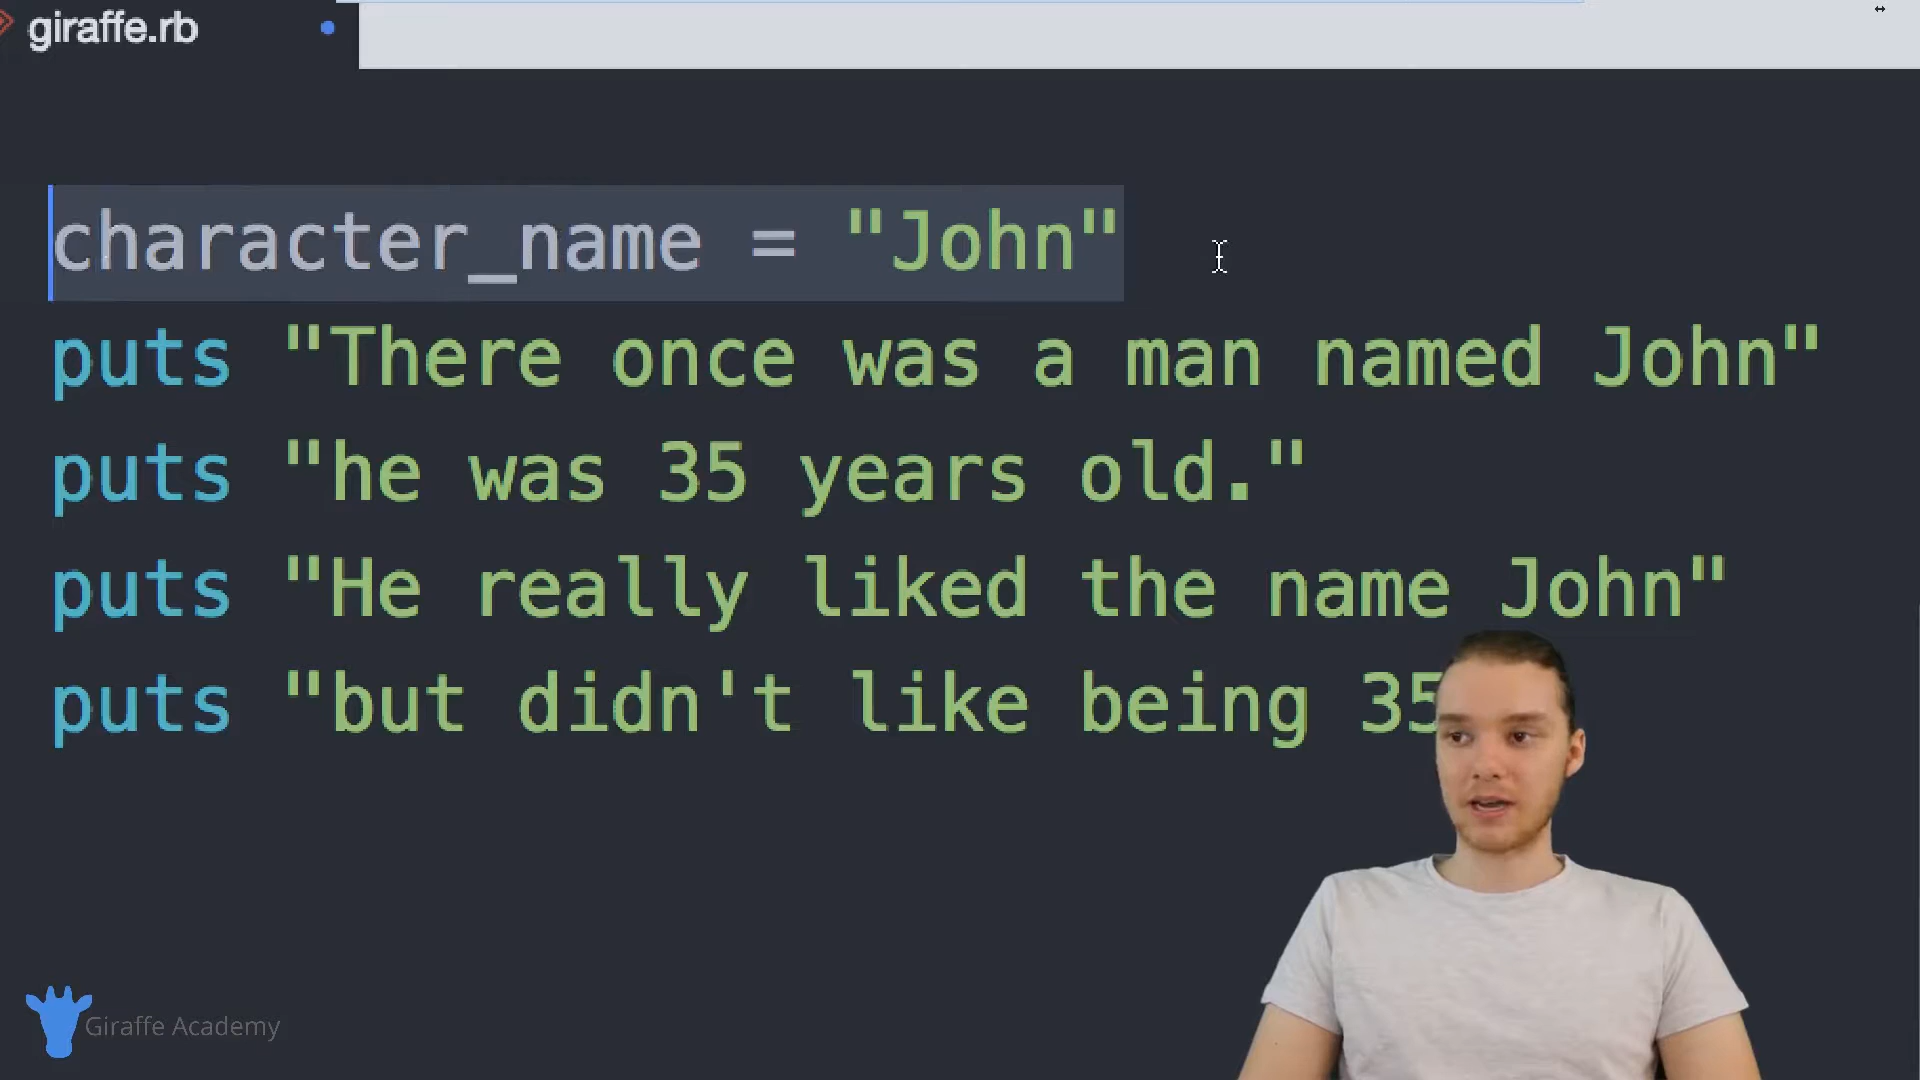 giraffe.rb
character_name = "John"
puts "There once was a man named John"
puts "he was 35 years old."
puts "He really liked the name John"
puts "but didn't like being 35
Giraffe Academy